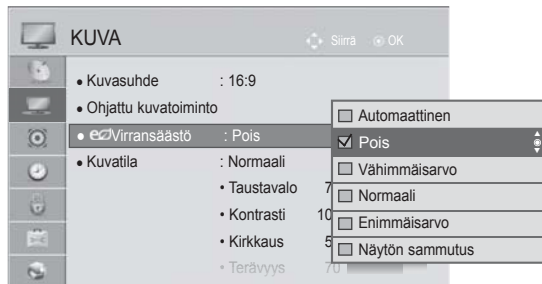 KUVA
Siirrä OK
• Kuvasuhde : 16:9
• Ohjattu kuvatoiminto
• Virransäästö : Pois
• Kuvatila : Normaali
• Taustavalo 7
• Kontrasti 10
• Kirkkaus 5
• Terävyys 70
Automaattinen
Pois
Vähimmäisarvo
Normaali
Enimmäisarvo
Näytön sammutus